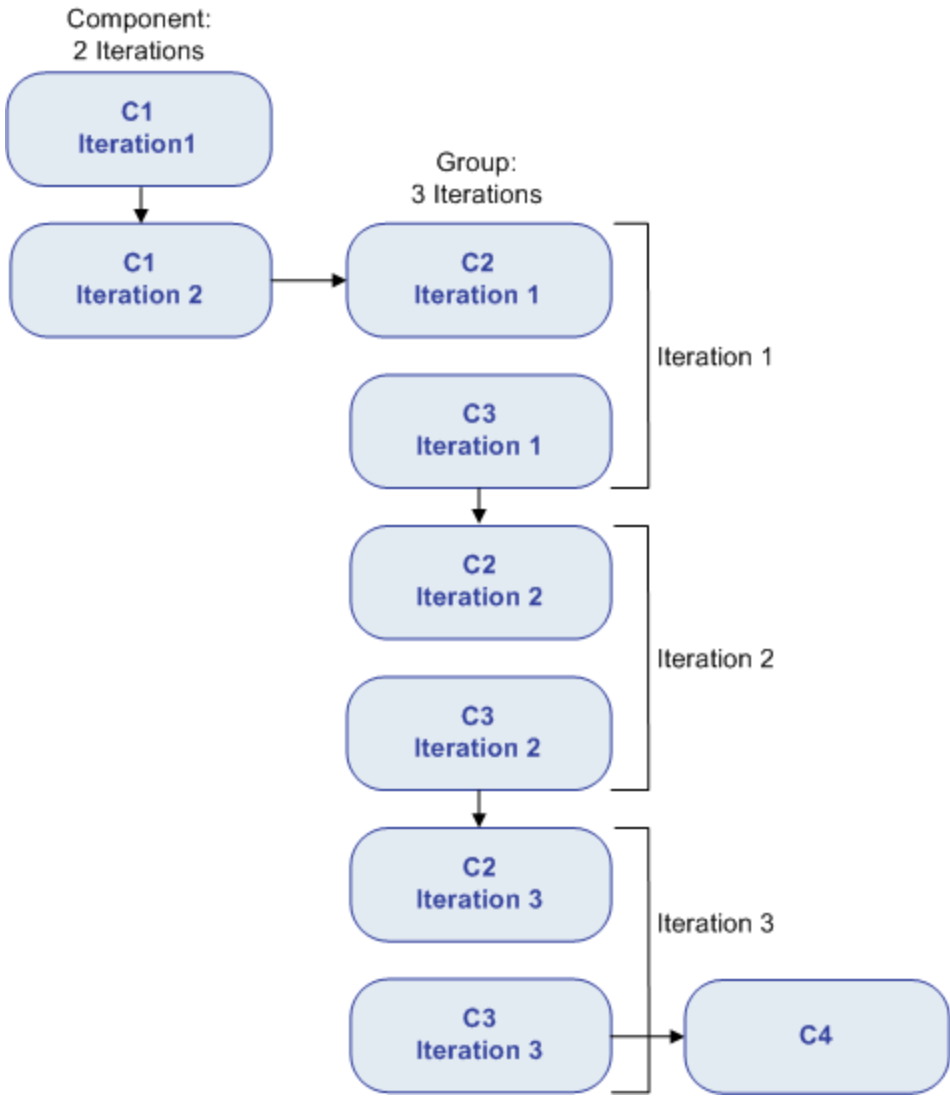 Component:
2 Iterations
C1
Iteration1
Group:
3 Iterations
C1
Iteration 2
C2
Iteration 1
Iteration 1
C3
Iteration 1
C2
Iteration 2
Iteration 2
C3
Iteration 2
C2
Iteration 3
Iteration 3
C3
Iteration 3
C4